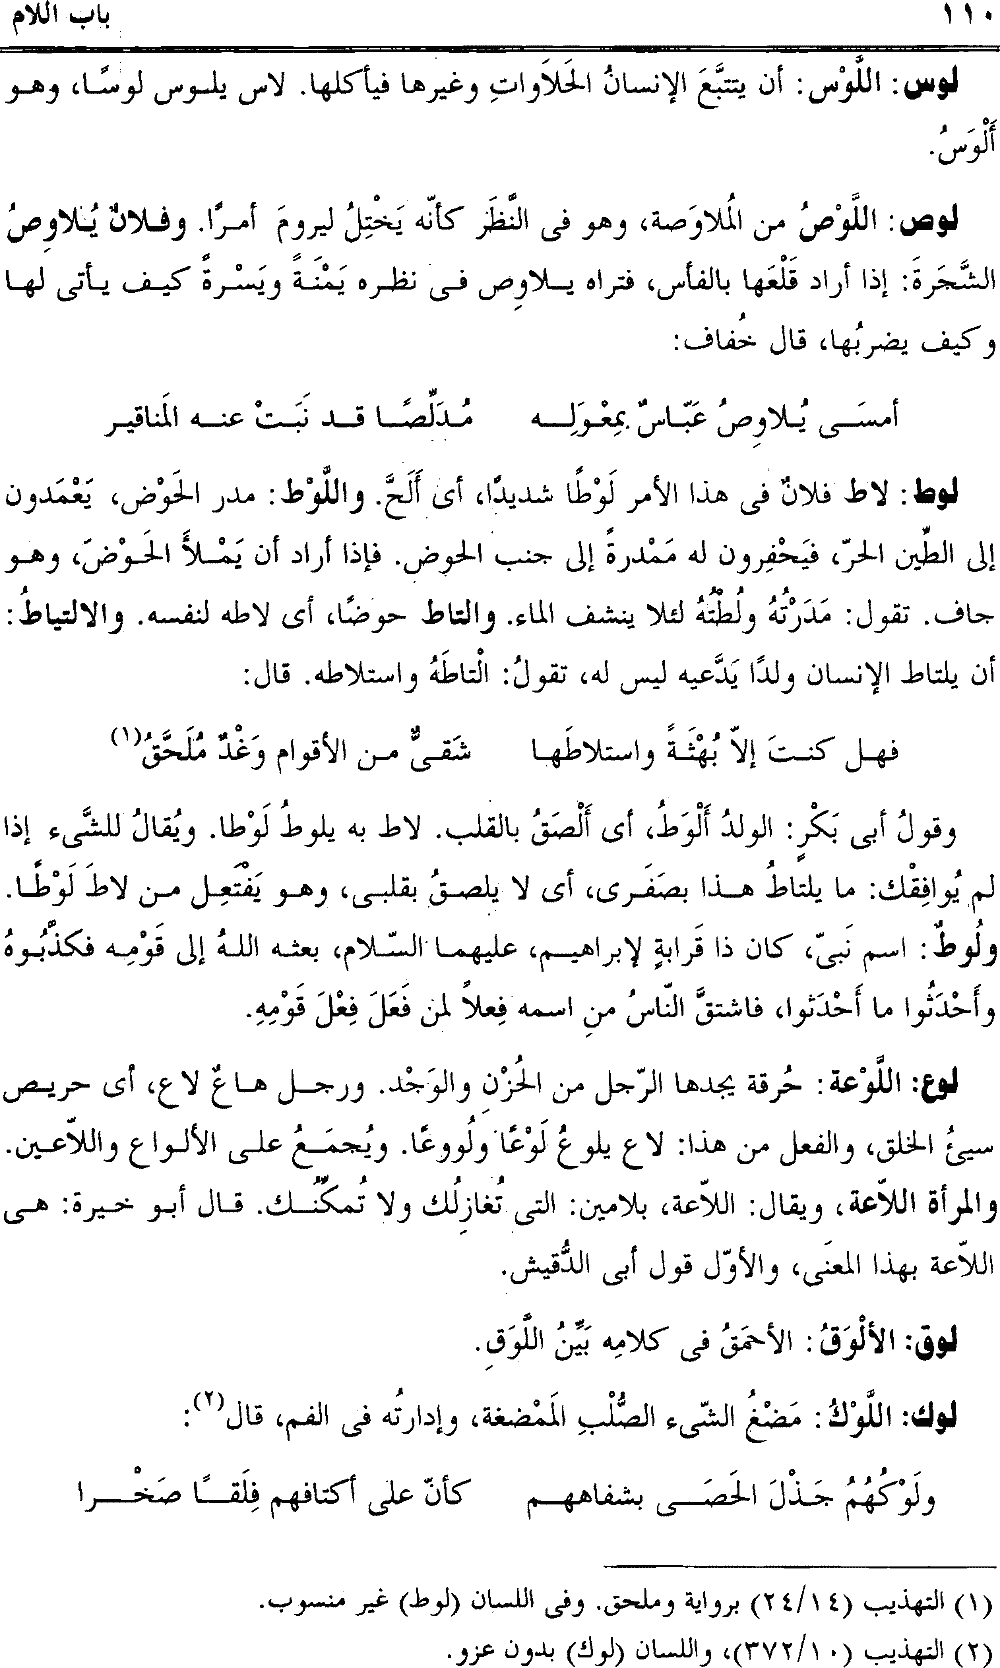 ١١٠ باب اللام
لوس: اللَّوْس: أن يتتبَّعَ الإنسانُ الحَلَاوَاتِ وغيرها فيأكلها. لاس يلوس لوسًا، وهو
أَلْوَسُ.
لوص: اللَّوْصُ من المُلاوَصة، وهو فى النَّظَر كأنّه يَخْتِلُ ليرومَ أمرًا. وفلانٌ يُلاوِصُ
الشَّجَرةَ: إذا أراد قَلْعَها بالفأس، فتراه يلاوِص فى نظره يَمْنَةً ويَسْرةً كيف يأتى لها
وكيف يضربُها، قال خُفاف:
أمسَى يُلاوِصُ عَبّاسٌ بِمِعْوَلِه مُدَلَّصًا قد نَبَتْ عنه المَناقير
لوط: لاط فلانٌ فى هذا الأمر لَوْطًا شديدًا، أى أَلَحَّ. واللَّوْط: مدر الحَوْض، يَعْمَدون
إلى الطّين الحرّ، فيَحْفِرون له مَمْدرةً إلى جنب الحوض. فإذا أراد أن يَمْلأَ الحَوْضَ، وهو
جاف. تقول: مَدَرْتُهُ ولُطْتُهُ لئلا ينشف الماء. والتاط حوضًا، أى لاطه لنفسه. والالتياطُ:
أن يلتاط الإنسان ولدًا يَدَّعيه ليس له، تقولُ: الْتاطَهُ واستلاطه. قال:
فهل كنتَ إلاّ بُهْثَةً واستلاطَها شَقىٌّ من الأقوام وَغْدٌ مُلَحَّقُ(١)
وقولُ أبى بَكْرٍ: الولدُ أَلْوَطُ، أى أَلْصَقُ بالقلب. لاط به يلوطُ لَوْطا. ويُقالُ للشَّىء إذا
لم يُوافِقْك: ما يلتاطُ هذا بصَفَرى، أى لا يلصقُ بقلبى، وهو يَفْتَعِل من لاطَ لَوْطًا.
ولُوطٌ: اسم نَبىّ، كان ذا قَرابةٍ لإبراهيم، عليهما السّلام، بعثه اللهُ إلى قَوْمِه فكذَّبُوهُ
وأَحْدَثُوا ما أَحْدَثوا، فاشتقَّ النّاسُ من اسمه فِعلاً لمن فَعَلَ فِعْلَ قَوْمِهِ.
لوع: اللَّوْعة: حُرقة يجدها الرّجل من الحُزْنِ والوَجْد. ورجل هاعٌ لاع، أى حريص
سيئُ الخلق، والفعل من هذا: لاع يلوعُ لَوْعًا ولُووعًا. ويُجمَعُ على الألواع واللاّعين.
والمرأة اللاّعة، ويقال: اللاّعة، بلامين: التى تُغازِلُك ولا تُمكّنُك. قال أبو خيرة: هى
اللاّعة بهذا المعنَى، والأوّل قول أبى الدُّقيش.
لوق: الألْوَقُ: الأحمَقُ فى كلامِه بَيِّنُ اللَّوَقِ.
لوك: اللَّوْكُ: مَضْغُ الشّىء الصُّلْبِ المَمْضغة، وإدارتُه فى الفم، قال(٢):
ولَوْكُهُمُ جَذْلَ الحَصَى بشفاههم كأنّ على أكتافهم فِلَقًا صَخْرا
(١) التهذيب (٢٤/١٤) برواية وملحق. وفى اللسان (لوط) غير منسوب.
(٢) التهذيب (٣٧٢/١٠)، واللسان (لوك) بدون عزو.